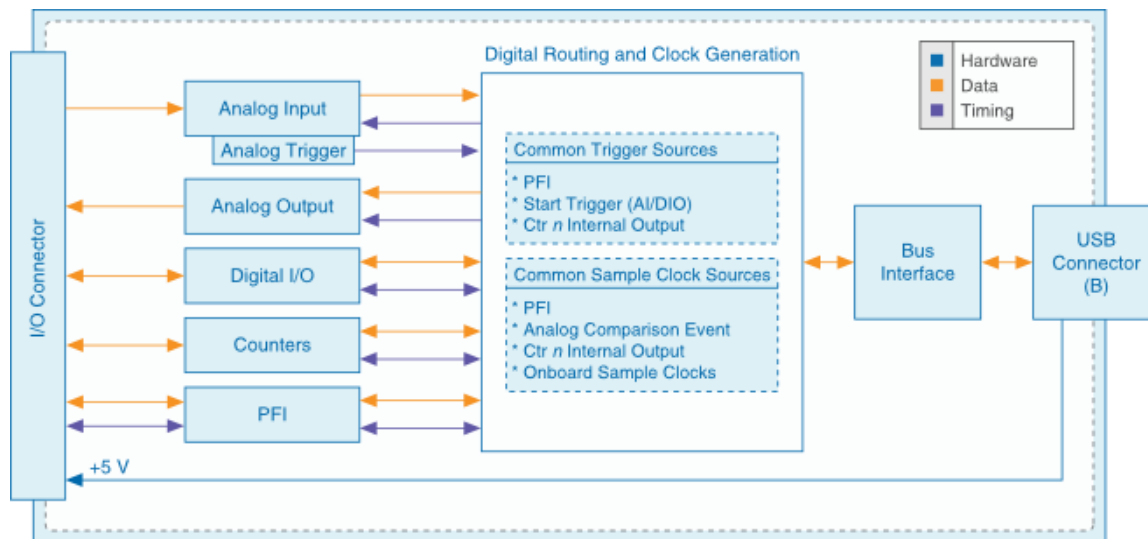 Digital Routing and Clock Generation
Hardware
Data
Timing
I/O Connector
Analog Input
Analog Trigger
Analog Output
Digital I/O
Counters
PFI
+5 V
Common Trigger Sources
* PFI
* Start Trigger (AI/DIO)
* Ctr n Internal Output
Common Sample Clock Sources
* PFI
* Analog Comparison Event
* Ctr n Internal Output
* Onboard Sample Clocks
Bus
Interface
USB
Connector
(B)